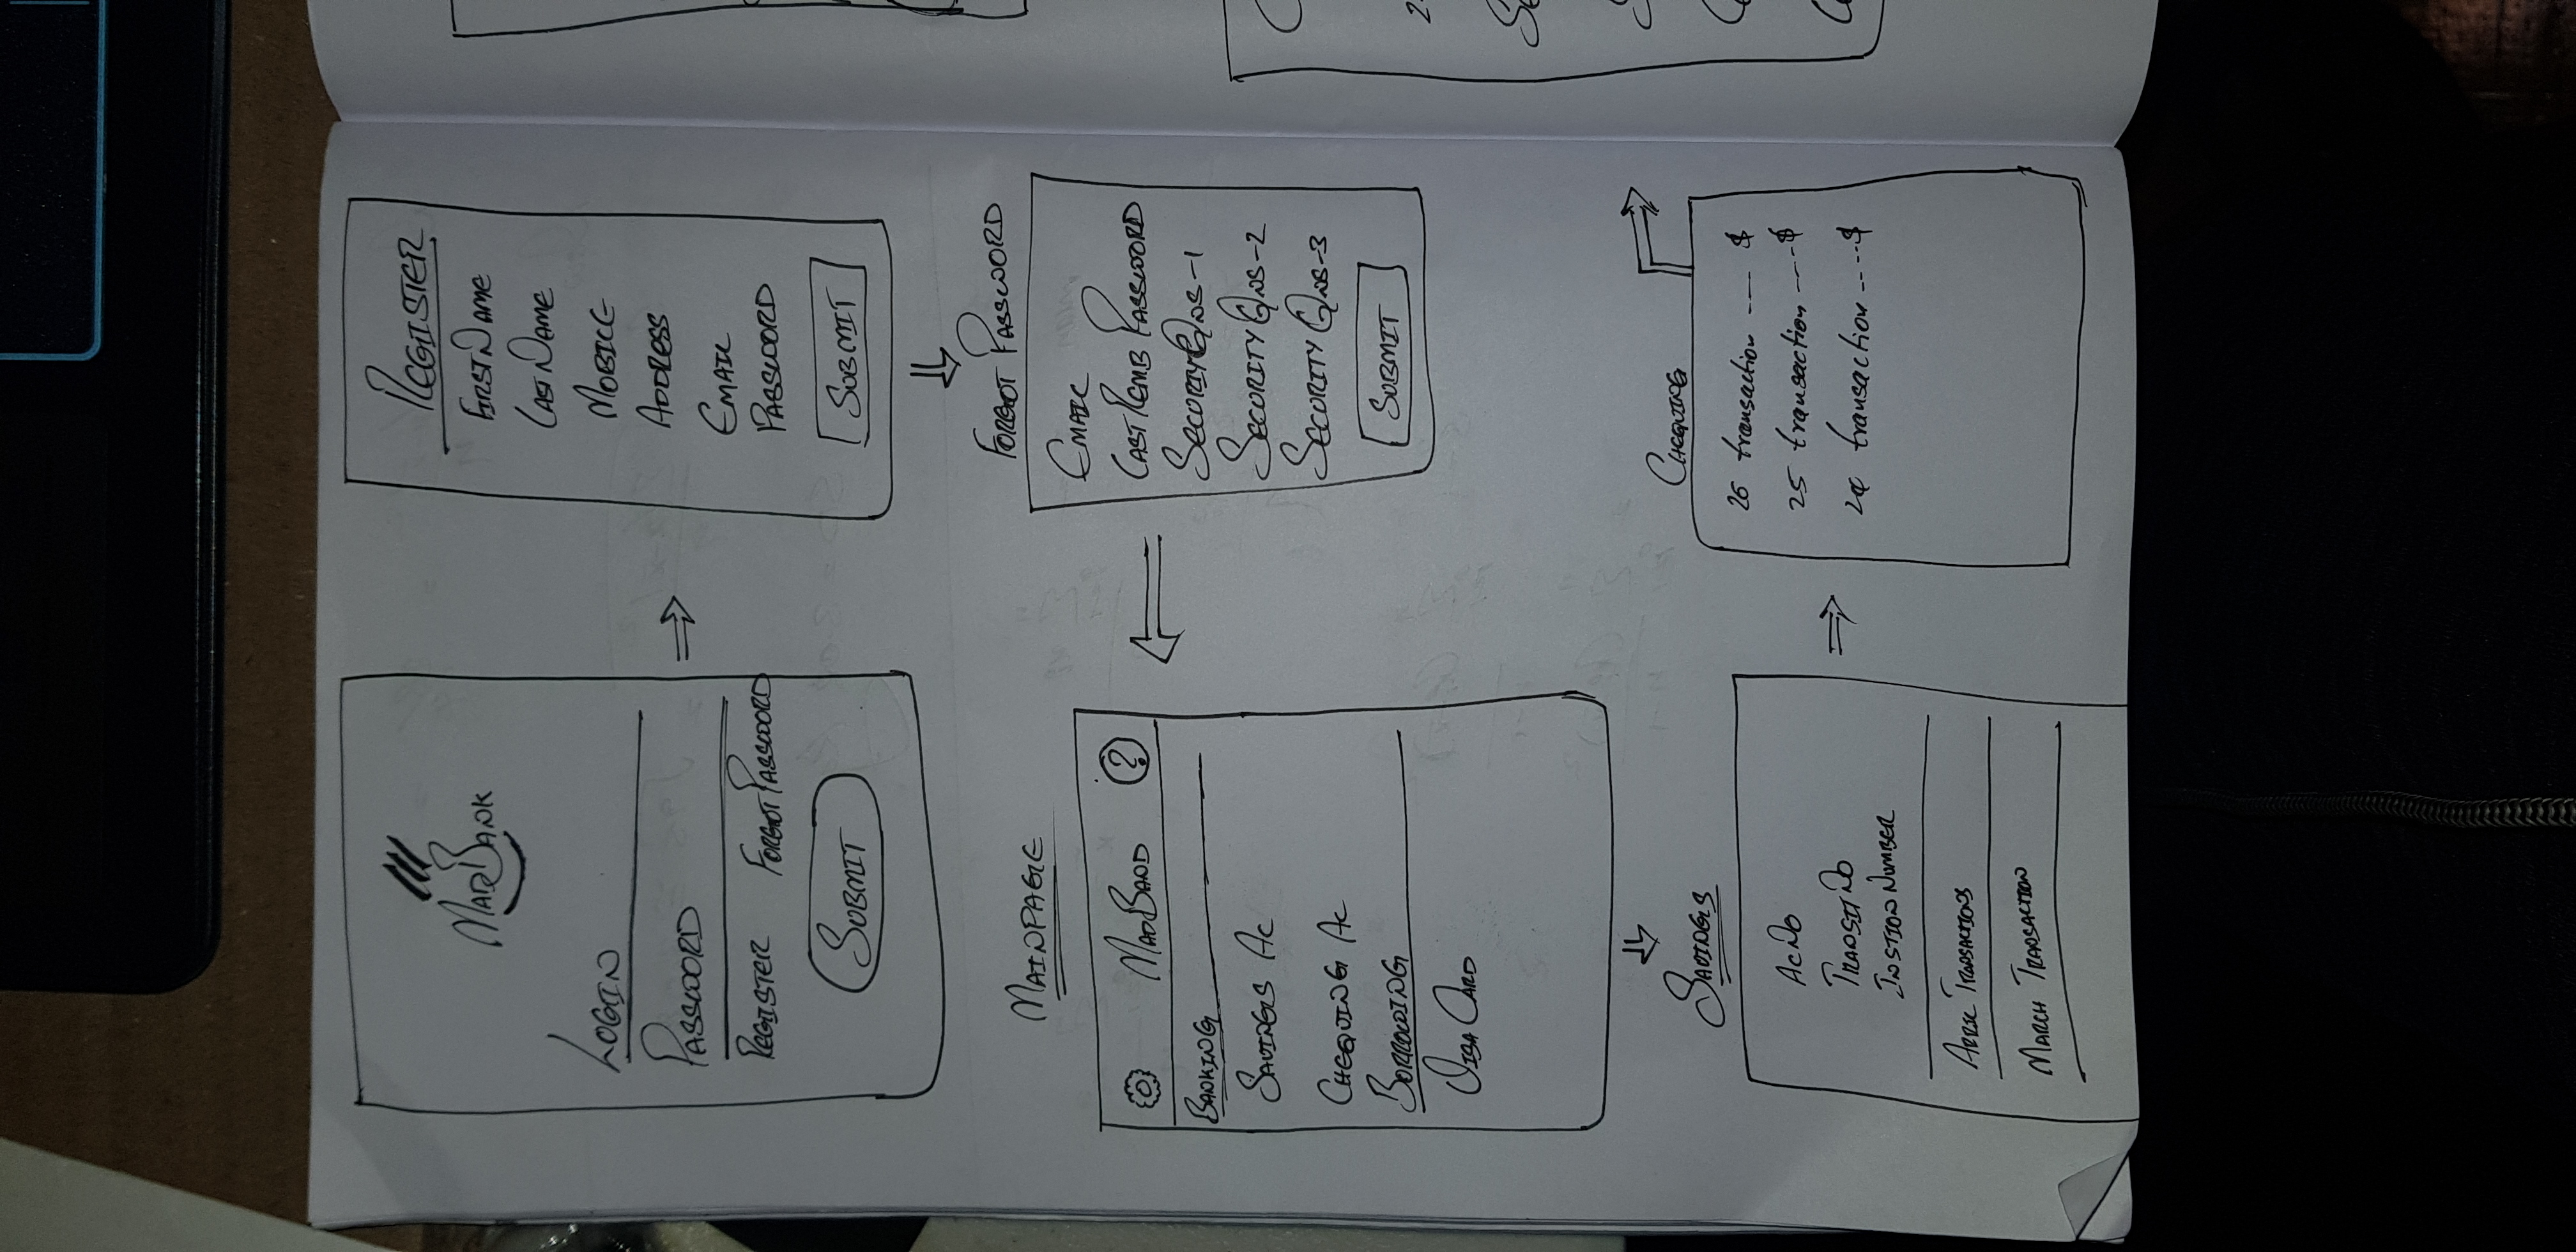 MADBANK
LOGIN
PASSWORD
REGISTER FORGOT PASSWORD
SUBMIT
REGIISTER
FIRST NAME
LAST NAME
MOBILE
ADDRESS
EMAIL
PASSWORD
SUBMIT
FORGOT PASSWORD
EMAIL
LAST REMB PASSWORD
SECURITY QNS-1
SECURITY QNS-2
SECURITY QNS-3
SUBMIT
MAINPAGE
MADBAND ?
BANKING
SAVINGS AC
CHEQUING AC
BORROWING
VISA CARD
SAVINGS
AC NO
TRANSIT NO
INSTION NUMBER
APRIL TRANSACTIONS
MARCH TRANSACTION
CHEQUING
26 transaction --- $
25 transaction ---- $
24 transaction ---- $